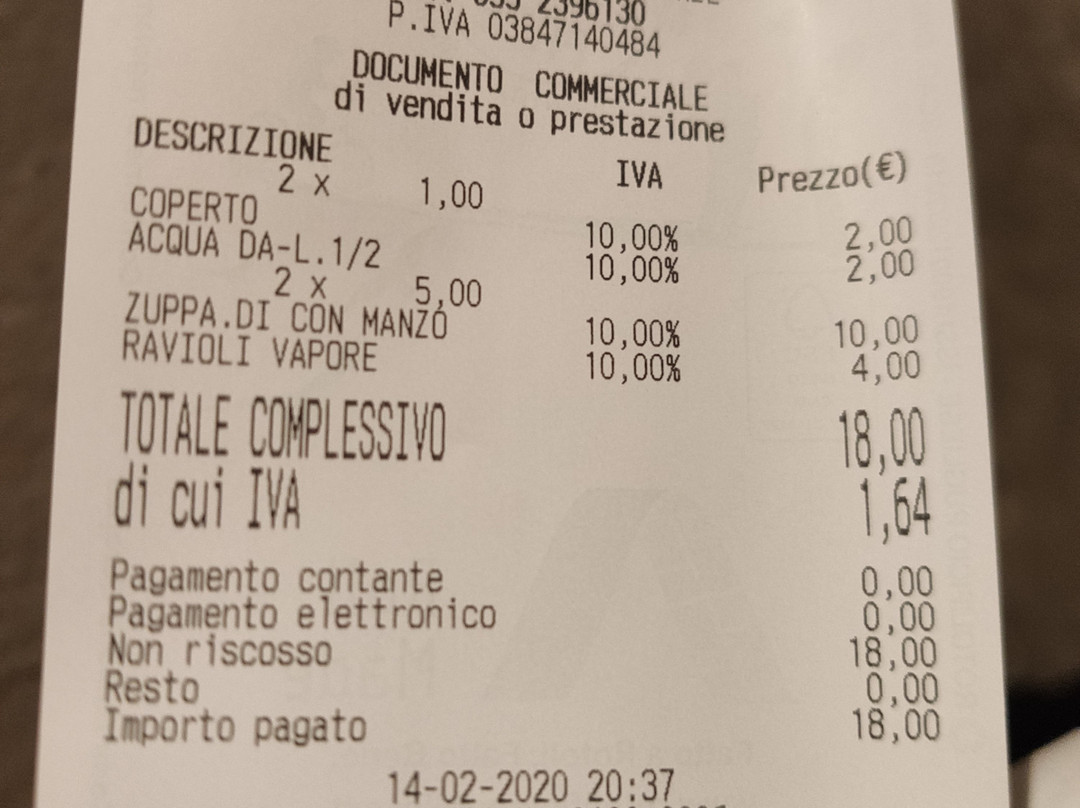 2396130
P.IVA 03847140484
DOCUMENTO COMMERCIALE
di vendita o prestazione
DESCRIZIONE IVA Prezzo(€)
2 x 1,00
COPERTO 10,00% 2,00
ACQUA DA-L.1/2 10,00% 2,00
2 x 5,00
ZUPPA.DI CON MANZO 10,00% 10,00
RAVIOLI VAPORE 10,00% 4,00
TOTALE COMPLESSIVO 18,00
di cui IVA 1,64
Pagamento contante 0,00
Pagamento elettronico 0,00
Non riscosso 18,00
Resto 0,00
Importo pagato 18,00
14-02-2020 20:37